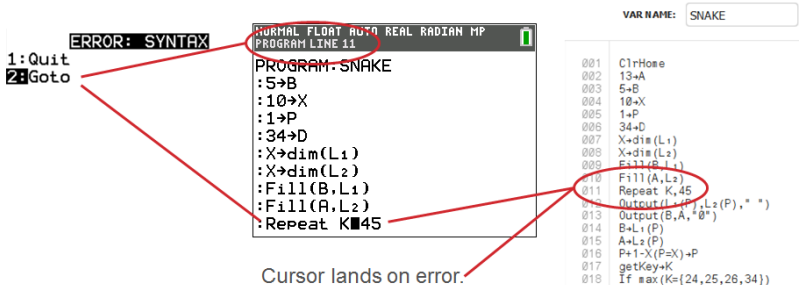 VAR NAME: SNAKE
ERROR: SYNTAX
1:Quit
2:Goto
NORMAL FLOAT AUTO REAL RADIAN MP
PROGRAM LINE 11
PROGRAM:SNAKE
:5→B
:10→X
:1→P
:34→D
:X→dim(L₁)
:X→dim(L₂)
:Fill(B,L₁)
:Fill(A,L₂)
:Repeat K■45
Cursor lands on error.
001 ClrHome
002 13→A
003 5→B
004 10→X
005 1→P
006 34→D
007 X→dim(L₁)
008 X→dim(L₂)
009 Fill(B,L₁)
010 Fill(A,L₂)
011 Repeat K,45
012 Output(L₁(P),L₂(P)," ")
013 Output(B,A,"0")
014 B→L₁(P)
015 A→L₂(P)
016 P+1-X(P=X)→P
017 getKey→K
018 If max(K={24,25,26,34})